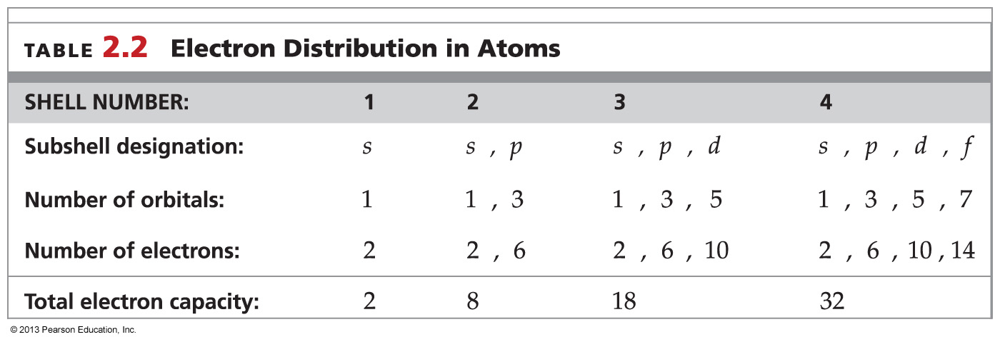 TABLE 2.2 Electron Distribution in Atoms
SHELL NUMBER: 1 2 3 4
Subshell designation: s s , p s , p , d s , p , d , f
Number of orbitals: 1 1 , 3 1 , 3 , 5 1 , 3 , 5 , 7
Number of electrons: 2 2 , 6 2 , 6 , 10 2 , 6 , 10 , 14
Total electron capacity: 2 8 18 32
© 2013 Pearson Education, Inc.